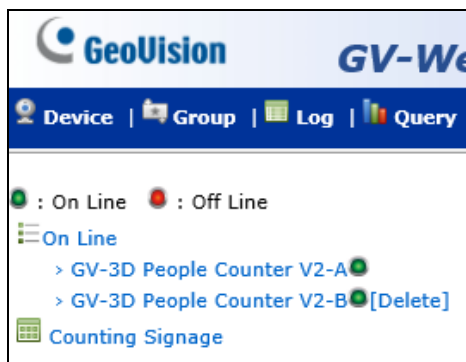 GeoVision
GV-We
Device | Group | Log | Query
: On Line : Off Line
On Line
> GV-3D People Counter V2-A
> GV-3D People Counter V2-B[Delete]
Counting Signage